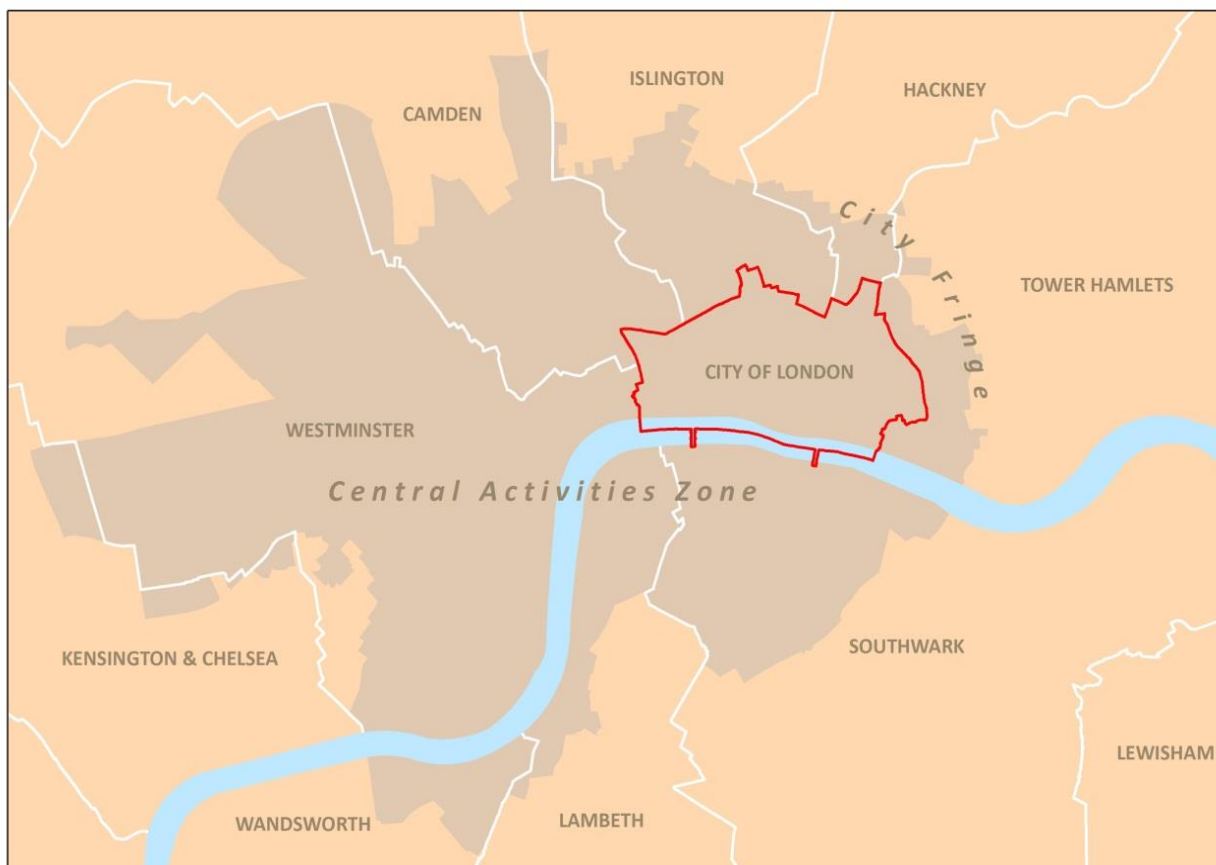 ISLINGTON
HACKNEY
CAMDEN
City Fringe
TOWER HAMLETS
CITY OF LONDON
WESTMINSTER
Central Activities Zone
SOUTHWARK
KENSINGTON & CHELSEA
LEWISHAM
LAMBETH
WANDSWORTH